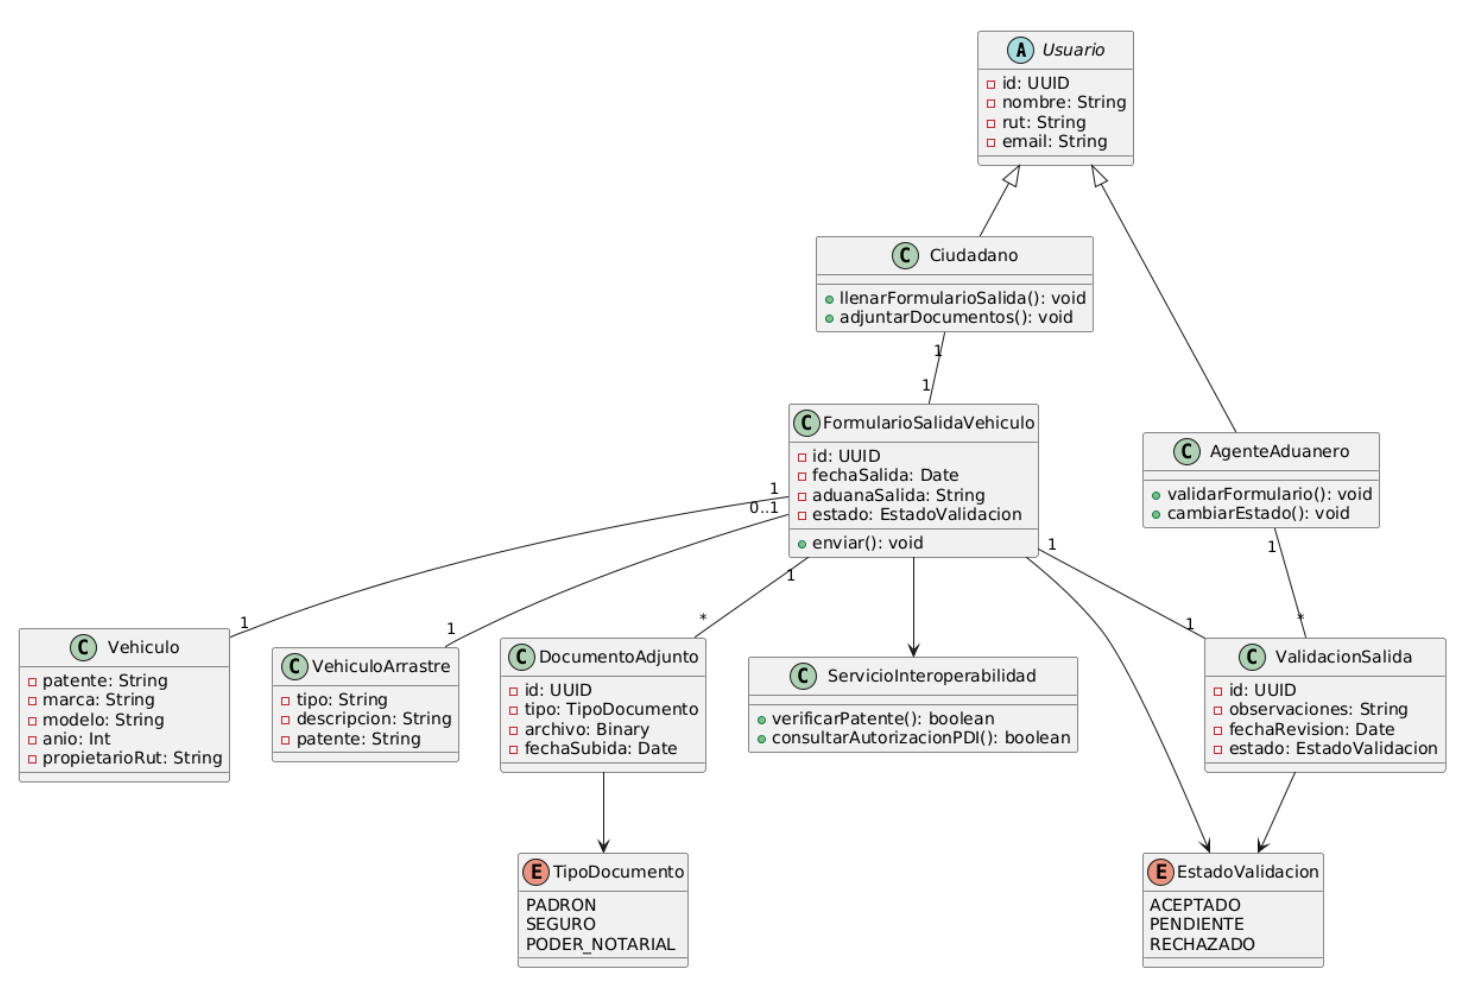 A Usuario
id: UUID
nombre: String
rut: String
email: String
C Ciudadano
llenarFormularioSalida(): void
adjuntarDocumentos(): void
1
1
C FormularioSalidaVehiculo
id: UUID
fechaSalida: Date
aduanaSalida: String
estado: EstadoValidacion
enviar(): void
C AgenteAduanero
validarFormulario(): void
cambiarEstado(): void
1
0..1
1
1
1
1
1
*
1
*
C Vehiculo
patente: String
marca: String
modelo: String
anio: Int
propietarioRut: String
C VehiculoArrastre
tipo: String
descripcion: String
patente: String
C DocumentoAdjunto
id: UUID
tipo: TipoDocumento
archivo: Binary
fechaSubida: Date
C ServicioInteroperabilidad
verificarPatente(): boolean
consultarAutorizacionPDI(): boolean
C ValidacionSalida
id: UUID
observaciones: String
fechaRevision: Date
estado: EstadoValidacion
E TipoDocumento
PADRON
SEGURO
PODER_NOTARIAL
E EstadoValidacion
ACEPTADO
PENDIENTE
RECHAZADO